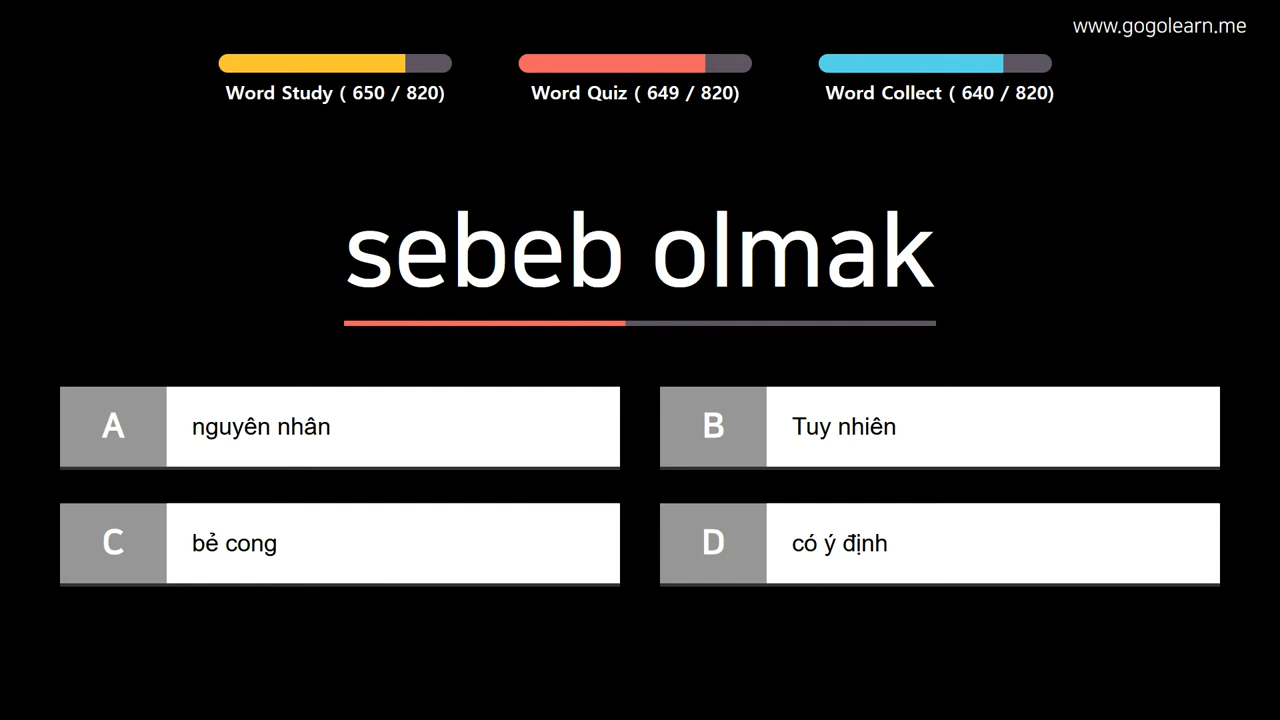 www.gogolearn.me
Word Study ( 650 / 820)
Word Quiz ( 649 / 820)
Word Collect ( 640 / 820)
sebeb olmak
A
nguyên nhân
B
Tuy nhiên
C
bẻ cong
D
có ý định